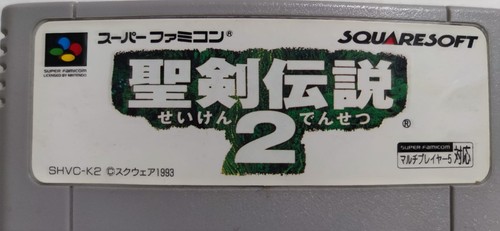 スーパーファミコン®
SQUARESOFT
SUPER FAMICOM
LICENSED BY NINTENDO
聖剣伝説
せいけん でんせつ
2
®
SHVC-K2 ©スクウェア1993
SUPER FAMICOM
マルチプレイヤー5 対応